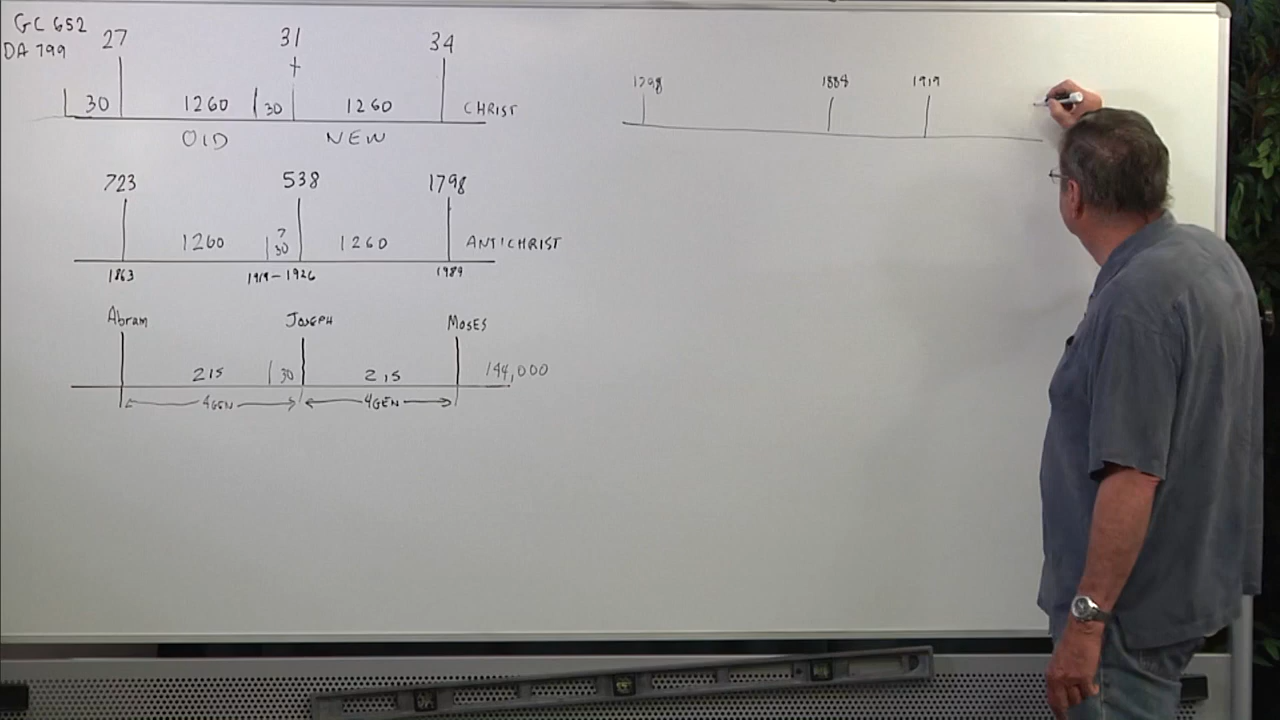 GC 652
DA 799
27 31 34
30 1260 30 1260 CHRIST
OLD NEW
723 538 1798
1260 ? 30 1260 ANTICHRIST
1863 1919-1926 1989
Abram JOSEPH MOSES
215 30 215 144,000
4GEN 4GEN
1798 1888 1919